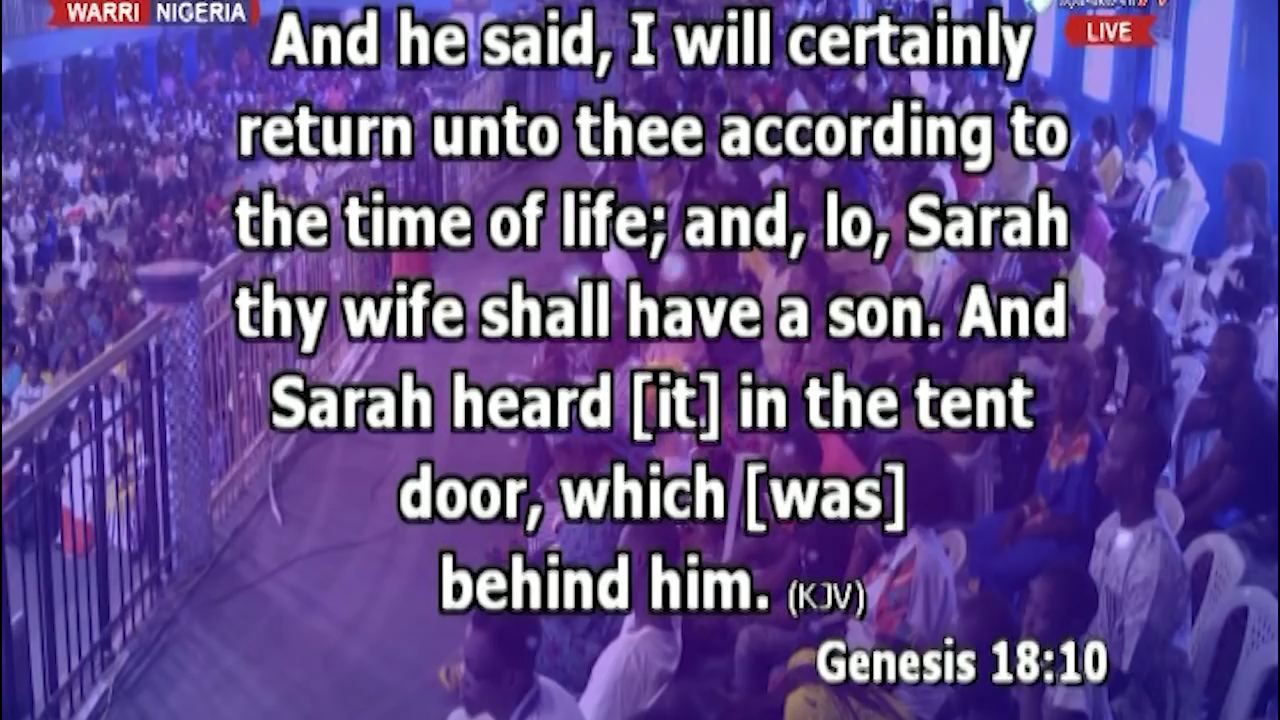 WARRI NIGERIA
LIVE
And he said, I will certainly
return unto thee according to
the time of life; and, lo, Sarah
thy wife shall have a son. And
Sarah heard [it] in the tent
door, which [was]
behind him. (KJV)
Genesis 18:10